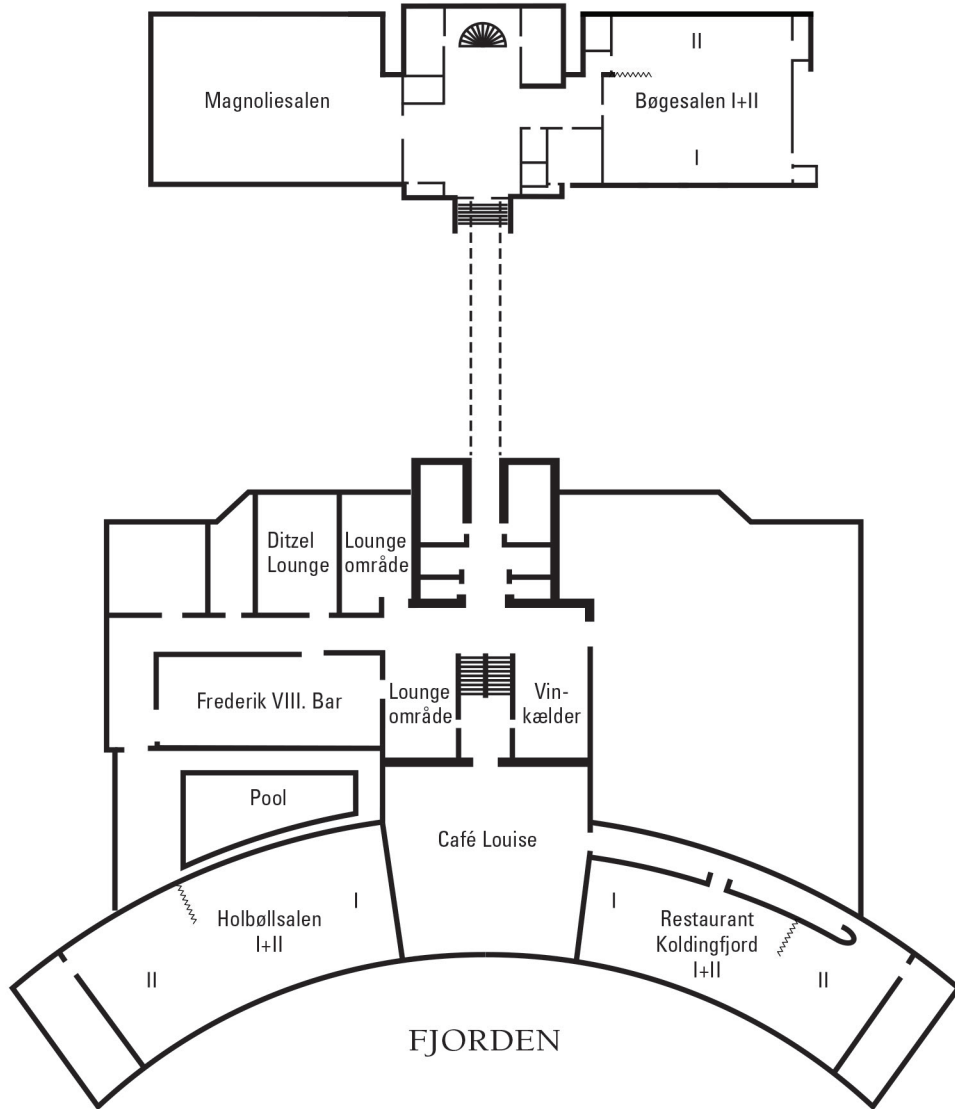 II
Magnoliesalen
Bøgesalen I+II
I
Ditzel
Lounge
Lounge
område
Frederik VIII. Bar
Lounge
område
Vin-
kælder
Pool
Café Louise
I
Holbøllsalen
I+II
II
I
Restaurant
Koldingfjord
I+II
II
FJORDEN